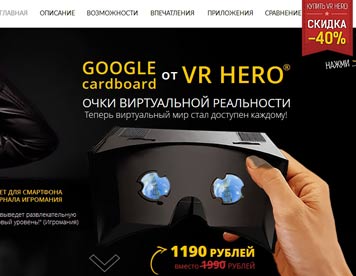 ГЛАВНАЯ ОПИСАНИЕ ВОЗМОЖНОСТИ ВПЕЧАТЛЕНИЯ ПРИЛОЖЕНИЯ СРАВНЕНИЕ
КУПИТЬ VR HERO
СКИДКА
-40%
НАЖМИ
GOOGLE cardboard от VR HERO®
ОЧКИ ВИРТУАЛЬНОЙ РЕАЛЬНОСТИ
Теперь виртуальный мир стал доступен каждому!
ЕТ ДЛЯ СМАРТФОНА
РНАЛА ИГРОМАНИЯ
выведет развлекательную
овый уровень!" (Игромания)
1190 РУБЛЕЙ
вместо 1990 РУБЛЕЙ